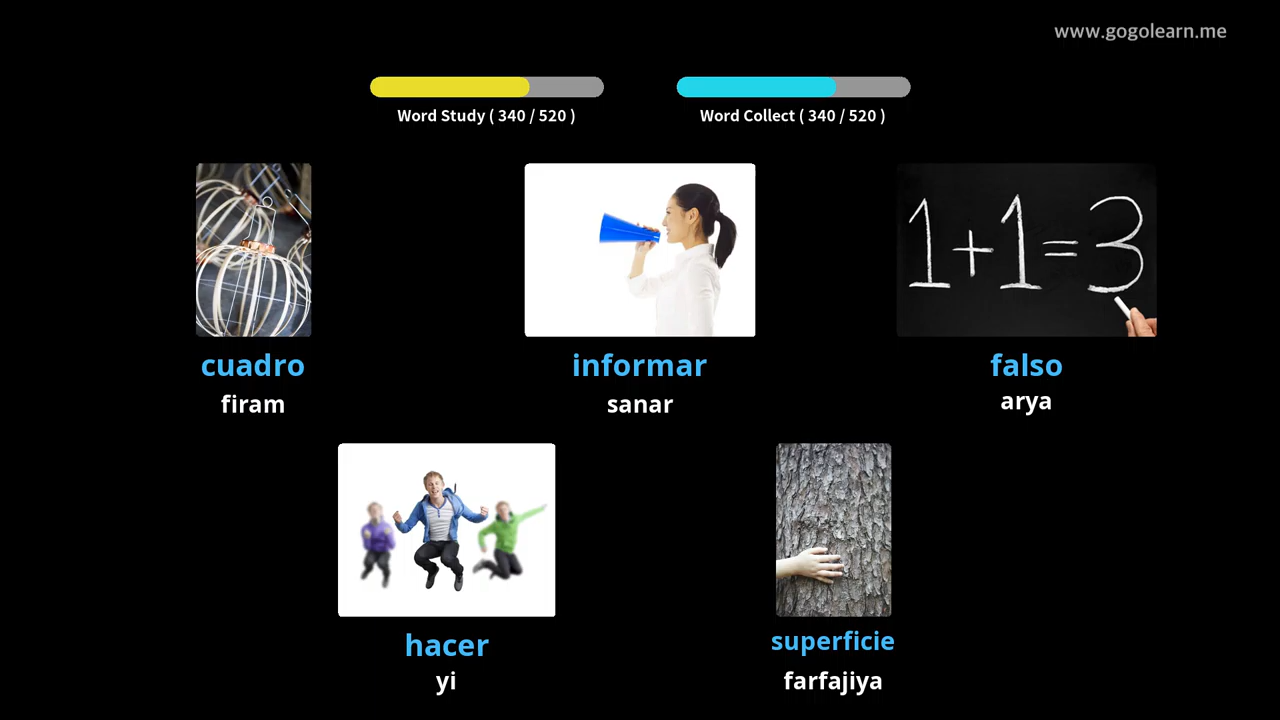 www.gogolearn.me
Word Study ( 340 / 520 )
Word Collect ( 340 / 520 )
1+1=3
cuadro
firam
informar
sanar
falso
arya
hacer
yi
superficie
farfajiya